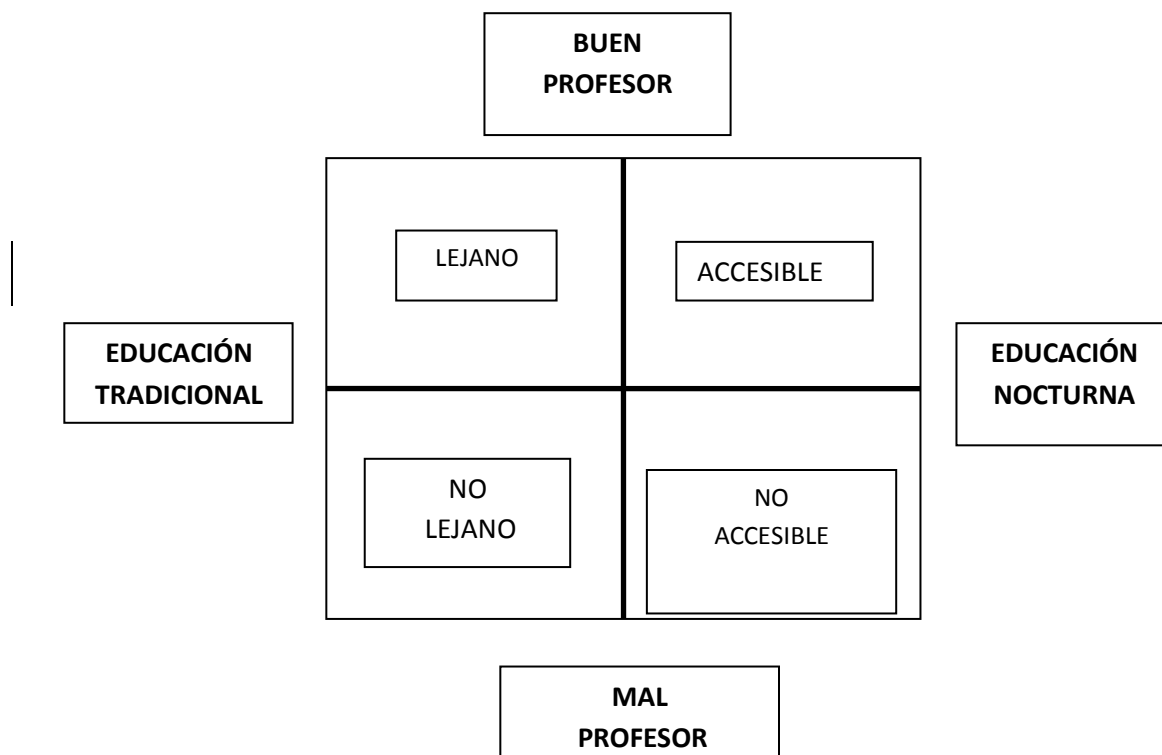 BUEN
PROFESOR
LEJANO
ACCESIBLE
EDUCACIÓN
TRADICIONAL
EDUCACIÓN
NOCTURNA
NO
LEJANO
NO
ACCESIBLE
MAL
PROFESOR